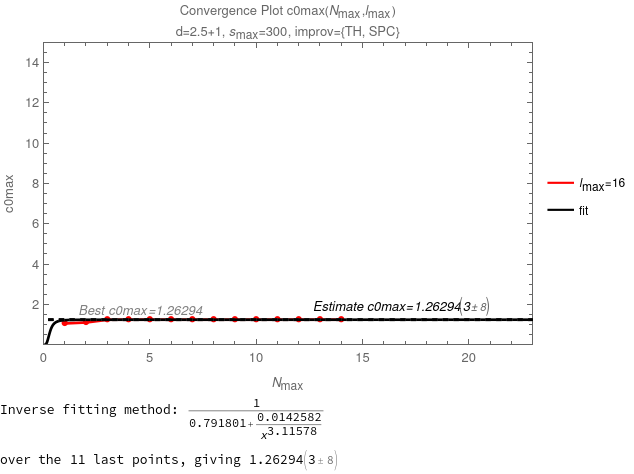 Convergence Plot c0max(Nmax,lmax)
d=2.5+1, smax=300, improv={TH, SPC}
14
12
10
8
6
4
2
c0max
Best c0max=1.26294
Estimate c0max=1.26294(3±8)
lmax=16
fit
0 5 10 15 20
Nmax
Inverse fitting method: 1/(0.791801+0.0142582/x^3.11578)
over the 11 last points, giving 1.26294(3±8)